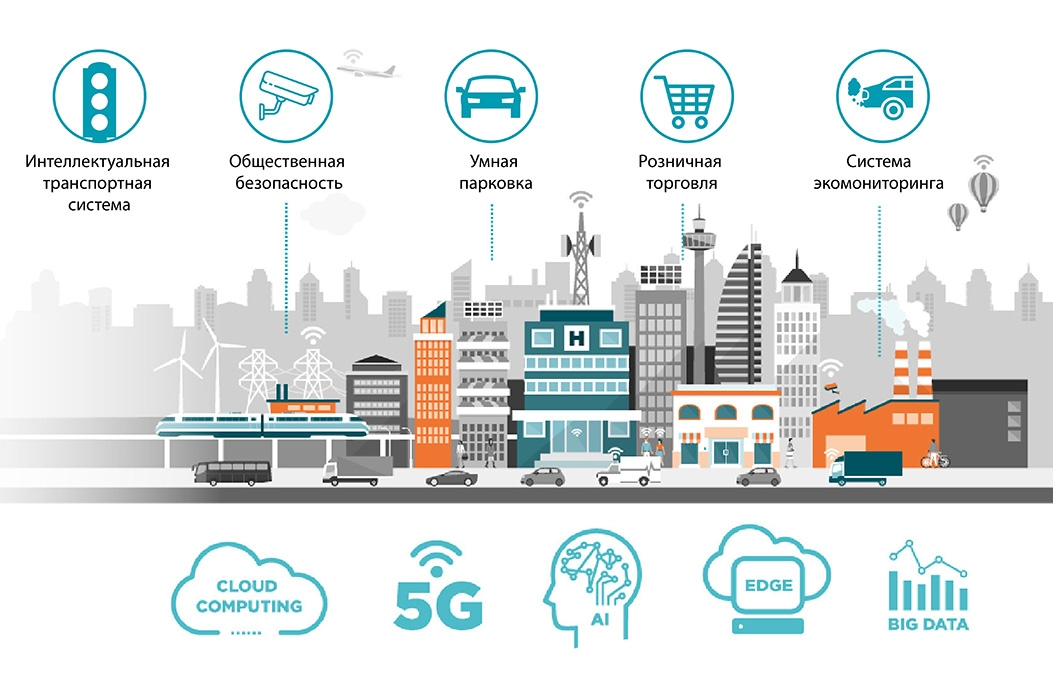 Интеллектуальная
транспортная
система
Общественная
безопасность
Умная
парковка
Розничная
торговля
Система
экомониторинга
H
CLOUD
COMPUTING
5G
AI
EDGE
BIG DATA